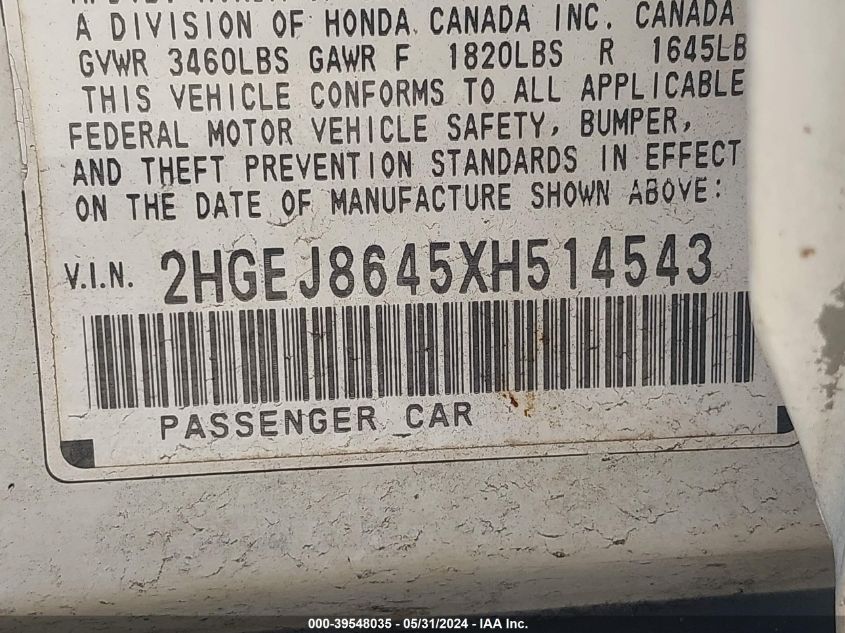 A DIVISION OF HONDA CANADA INC. CANADA
GVWR 3460LBS GAWR F 1820LBS R 1645LB
THIS VEHICLE CONFORMS TO ALL APPLICABLE
FEDERAL MOTOR VEHICLE SAFETY, BUMPER,
AND THEFT PREVENTION STANDARDS IN EFFECT
ON THE DATE OF MANUFACTURE SHOWN ABOVE:
V.I.N. 2HGEJ8645XH514543
PASSENGER CAR
000-39548035 - 05/31/2024 - IAA Inc.